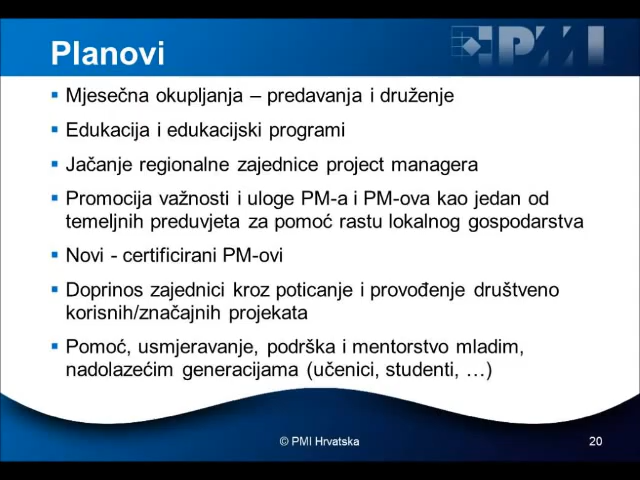 Planovi
PMI
Mjesečna okupljanja – predavanja i druženje
Edukacija i edukacijski programi
Jačanje regionalne zajednice project managera
Promocija važnosti i uloge PM-a i PM-ova kao jedan od
temeljnih preduvjeta za pomoć rastu lokalnog gospodarstva
Novi - certificirani PM-ovi
Doprinos zajednici kroz poticanje i provođenje društveno
korisnih/značajnih projekata
Pomoć, usmjeravanje, podrška i mentorstvo mladim,
nadolazećim generacijama (učenici, studenti, …)
© PMI Hrvatska
20